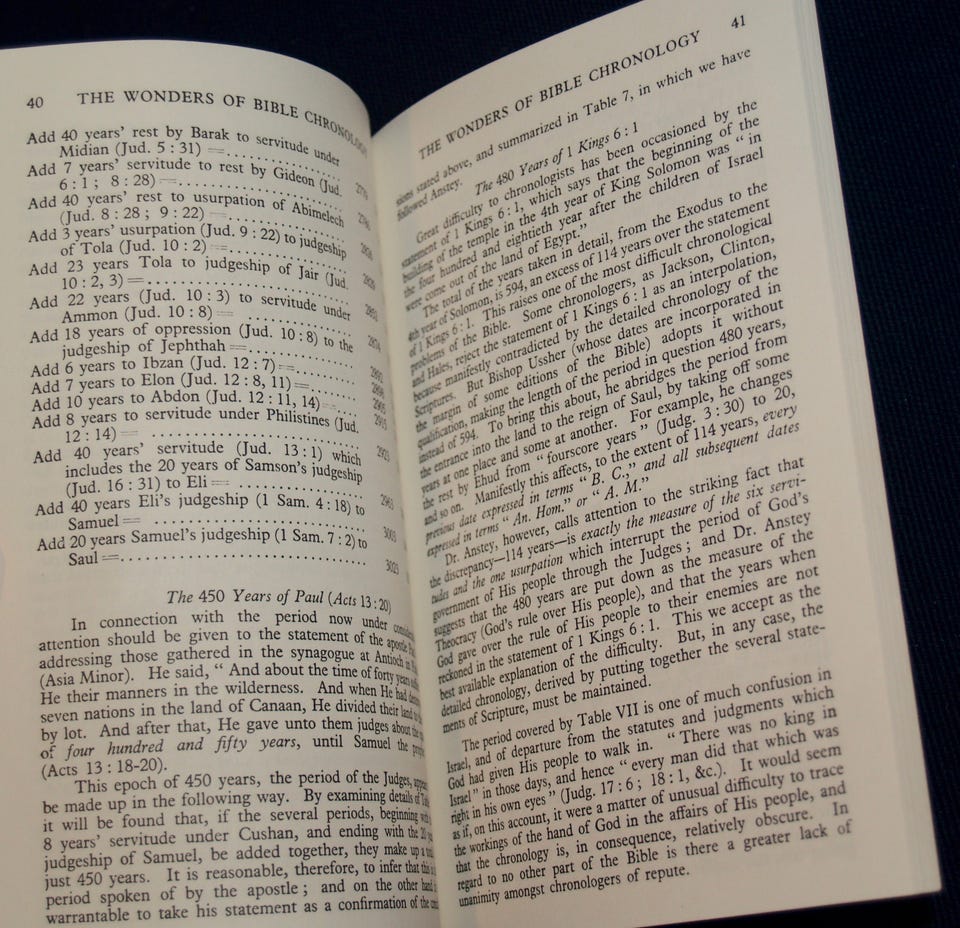 40 THE WONDERS OF BIBLE CHRONOLOGY
Add 40 years' rest by Barak to servitude under
Midian (Jud. 5 : 31) =
Add 7 years' servitude to rest by Gideon (Jud.
6 : 1 ; 8 : 28) =
Add 40 years' rest to usurpation of Abimelech
(Jud. 8 : 28 ; 9 : 22) =
Add 3 years' usurpation (Jud. 9 : 22) to judgeship
of Tola (Jud. 10 : 2) =
Add 23 years Tola to judgeship of Jair (Jud.
10 : 2, 3) =
Add 22 years (Jud. 10 : 3) to servitude under
Ammon (Jud. 10 : 8) =
Add 18 years of oppression (Jud. 10 : 8) to the
judgeship of Jephthah =
Add 6 years to Ibzan (Jud. 12 : 7) =
Add 7 years to Elon (Jud. 12 : 8, 11) =
Add 10 years to Abdon (Jud. 12 : 11, 14) =
Add 8 years to servitude under Philistines (Jud.
12 : 14) =
Add 40 years' servitude (Jud. 13 : 1) which
includes the 20 years of Samson's judgeship
(Jud. 16 : 31) to Eli = 2923
Add 40 years Eli's judgeship (1 Sam. 4 : 18) to
Samuel = 3003
Add 20 years Samuel's judgeship (1 Sam. 7 : 2) to
Saul = 3023
The 450 Years of Paul (Acts 13 : 20)
In connection with the period now under
attention should be given to the statement of the apostle
addressing those gathered in the synagogue at Antioch
(Asia Minor). He said, “ And about the time of forty years
He their manners in the wilderness. And when He had
seven nations in the land of Canaan, He divided their land
by lot. And after that, He gave unto them judges about
of four hundred and fifty years, until Samuel the
(Acts 13 : 18-20).
This epoch of 450 years, the period of the Judges,
be made up in the following way. By examining details of
it will be found that, if the several periods, beginning
8 years' servitude under Cushan, and ending with the 20
judgeship of Samuel, be added together, they make up a
just 450 years. It is reasonable, therefore, to infer that
period spoken of by the apostle ; and on the other hand
warrantable to take his statement as a confirmation of the
THE WONDERS OF BIBLE CHRONOLOGY 41
sions stated above, and summarized in Table 7, in which we have
followed Anstey.
The 480 Years of 1 Kings 6 : 1
Great difficulty to chronologists has been occasioned by the
statement of 1 Kings 6 : 1, which says that the beginning of the
building of the temple in the 4th year of King Solomon was “ in
the four hundred and eightieth year after the children of Israel
were come out of the land of Egypt.”
The total of the years taken in detail, from the Exodus to the
4th year of Solomon, is 594, an excess of 114 years over the statement
of 1 Kings 6 : 1. This raises one of the most difficult chronological
problems of the Bible. Some chronologers, as Jackson, Clinton,
and Hales, reject the statement of 1 Kings 6 : 1 as an interpolation,
because manifestly contradicted by the detailed chronology of the
Scriptures. But Bishop Ussher (whose dates are incorporated in
the margin of some editions of the Bible) adopts it without
qualification, making the length of the period in question 480 years,
instead of 594. To bring this about, he abridges the period from
the entrance into the land to the reign of Saul, by taking off some
years at one place and some at another. For example, he changes
the rest by Ehud from “ fourscore years ” (Judg. 3 : 30) to 20,
and so on. Manifestly this affects, to the extent of 114 years, every
previous date expressed in terms “ B. C.,” and all subsequent dates
expressed in terms “ An. Hom.” or “ A. M.”
Dr. Anstey, however, calls attention to the striking fact that
the discrepancy—114 years—is exactly the measure of the six servi-
tudes and the one usurpation which interrupt the period of God's
government of His people through the Judges ; and Dr. Anstey
suggests that the 480 years are put down as the measure of the
Theocracy (God's rule over His people), and that the years when
God gave over the rule of His people to their enemies are not
reckoned in the statement of 1 Kings 6 : 1. This we accept as the
best available explanation of the difficulty. But, in any case, the
detailed chronology, derived by putting together the several state-
ments of Scripture, must be maintained.
The period covered by Table VII is one of much confusion in
Israel, and of departure from the statutes and judgments which
God had given His people to walk in. “ There was no king in
Israel ” in those days, and hence “ every man did that which was
right in his own eyes ” (Judg. 17 : 6 ; 18 : 1, &c.). It would seem
as if, on this account, it were a matter of unusual difficulty to trace
the workings of the hand of God in the affairs of His people, and
that the chronology is, in consequence, relatively obscure. In
regard to no other part of the Bible is there a greater lack of
unanimity amongst chronologers of repute.